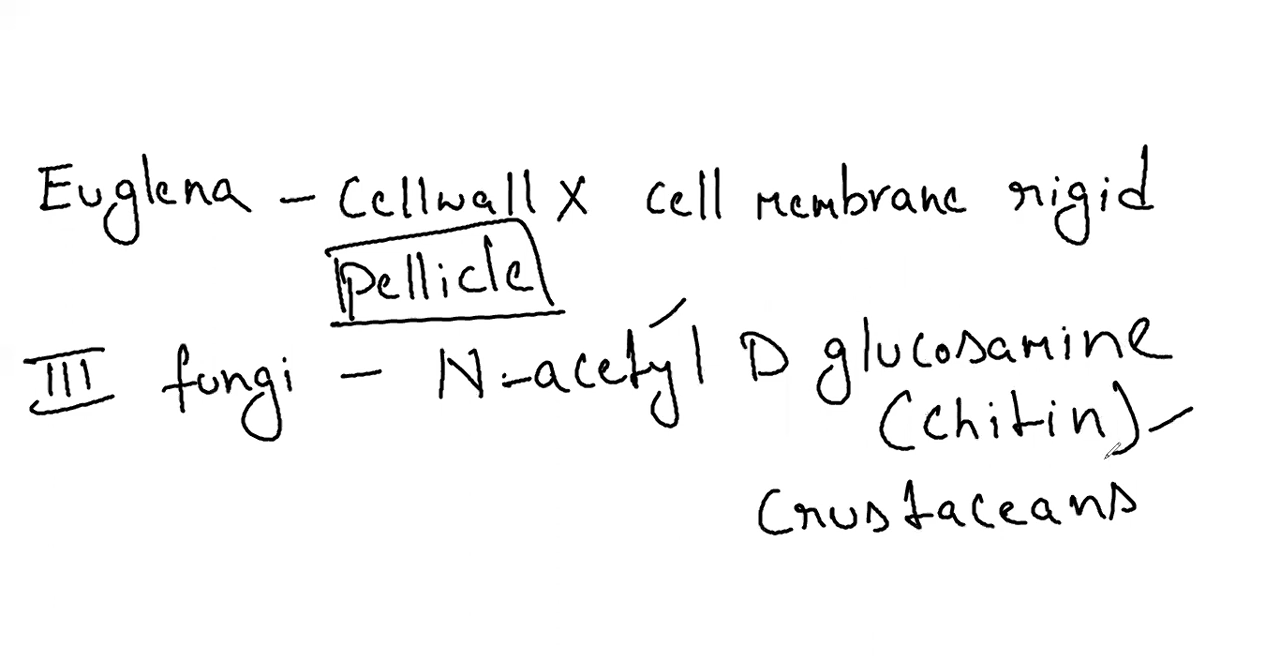 Euglena - Cellwall X cell membrane rigid
Pellicle
III fungi - N-acetyl D glucosamine
(chitin) -
Crustaceans